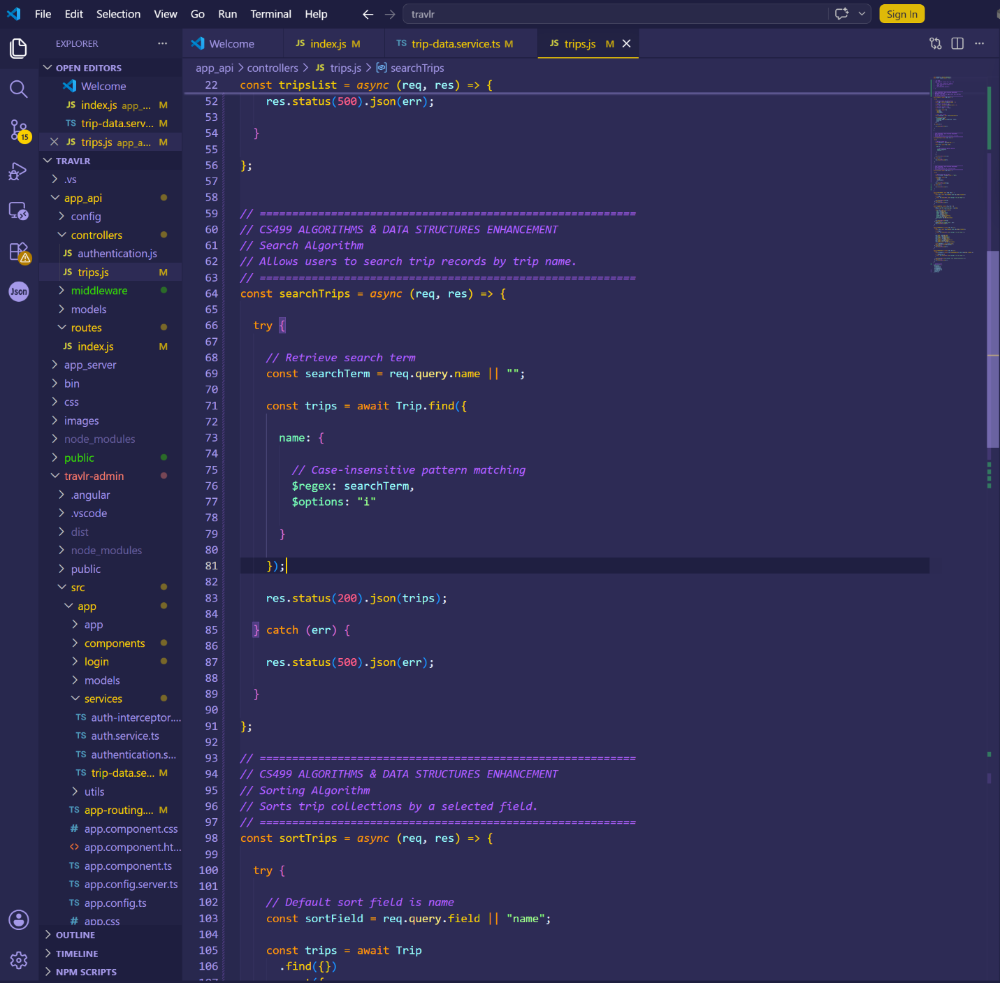 File Edit Selection View Go Run Terminal Help
travlr
Sign In
EXPLORER
Welcome
JS index.js M
TS trip-data.service.ts M
JS trips.js M
OPEN EDITORS
Welcome
JS index.js app_... M
TS trip-data.serv... M
JS trips.js app_a... M
TRAVLR
.vs
app_api
config
controllers
JS authentication.js
JS trips.js M
middleware
models
routes
JS index.js M
app_server
bin
css
images
node_modules
public
travlr-admin
.angular
.vscode
dist
node_modules
public
src
app
app
components
login
models
services
TS auth-interceptor....
TS auth.service.ts
TS authentication.s...
TS trip-data.se... M
utils
TS app-routing.... M
# app.component.css
<> app.component.ht...
TS app.component.ts
TS app.config.server.ts
TS app.config.ts
# app.css
OUTLINE
TIMELINE
NPM SCRIPTS
15
Json
app_api > controllers > JS trips.js > searchTrips
22 const tripsList = async (req, res) => {
52 res.status(500).json(err);
53
54 }
55
56 };
57
58
59 // ==========================================================
60 // CS499 ALGORITHMS & DATA STRUCTURES ENHANCEMENT
61 // Search Algorithm
62 // Allows users to search trip records by trip name.
63 // ==========================================================
64 const searchTrips = async (req, res) => {
65
66 try {
67
68 // Retrieve search term
69 const searchTerm = req.query.name || "";
70
71 const trips = await Trip.find({
72
73 name: {
74
75 // Case-insensitive pattern matching
76 $regex: searchTerm,
77 $options: "i"
78
79 }
80
81 });
82
83 res.status(200).json(trips);
84
85 } catch (err) {
86
87 res.status(500).json(err);
88
89 }
90
91 };
92
93 // ==========================================================
94 // CS499 ALGORITHMS & DATA STRUCTURES ENHANCEMENT
95 // Sorting Algorithm
96 // Sorts trip collections by a selected field.
97 // ==========================================================
98 const sortTrips = async (req, res) => {
99
100 try {
101
102 // Default sort field is name
103 const sortField = req.query.field || "name";
104
105 const trips = await Trip
106 .find({})